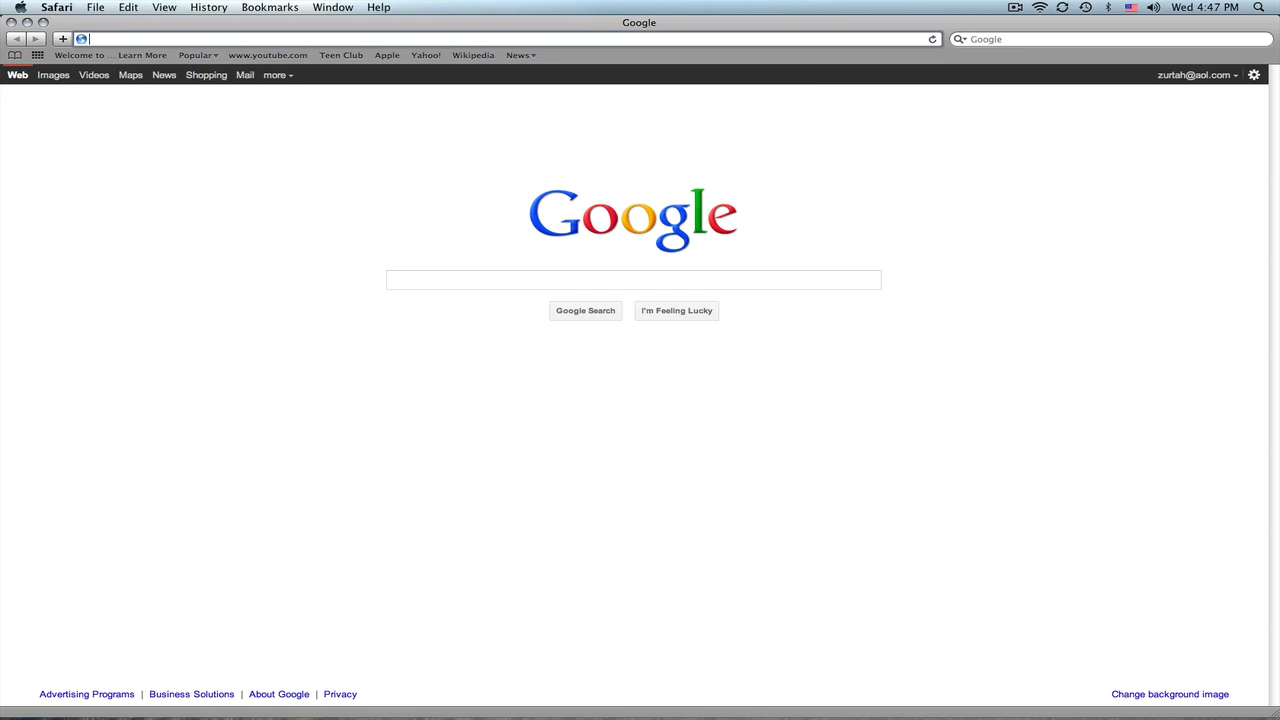 Safari File Edit View History Bookmarks Window Help Wed 4:47 PM
Google
Google
Welcome to ... Learn More Popular www.youtube.com Teen Club Apple Yahoo! Wikipedia News
Web Images Videos Maps News Shopping Mail more zurtah@aol.com
Google
Google Search I'm Feeling Lucky
Advertising Programs | Business Solutions | About Google | Privacy Change background image